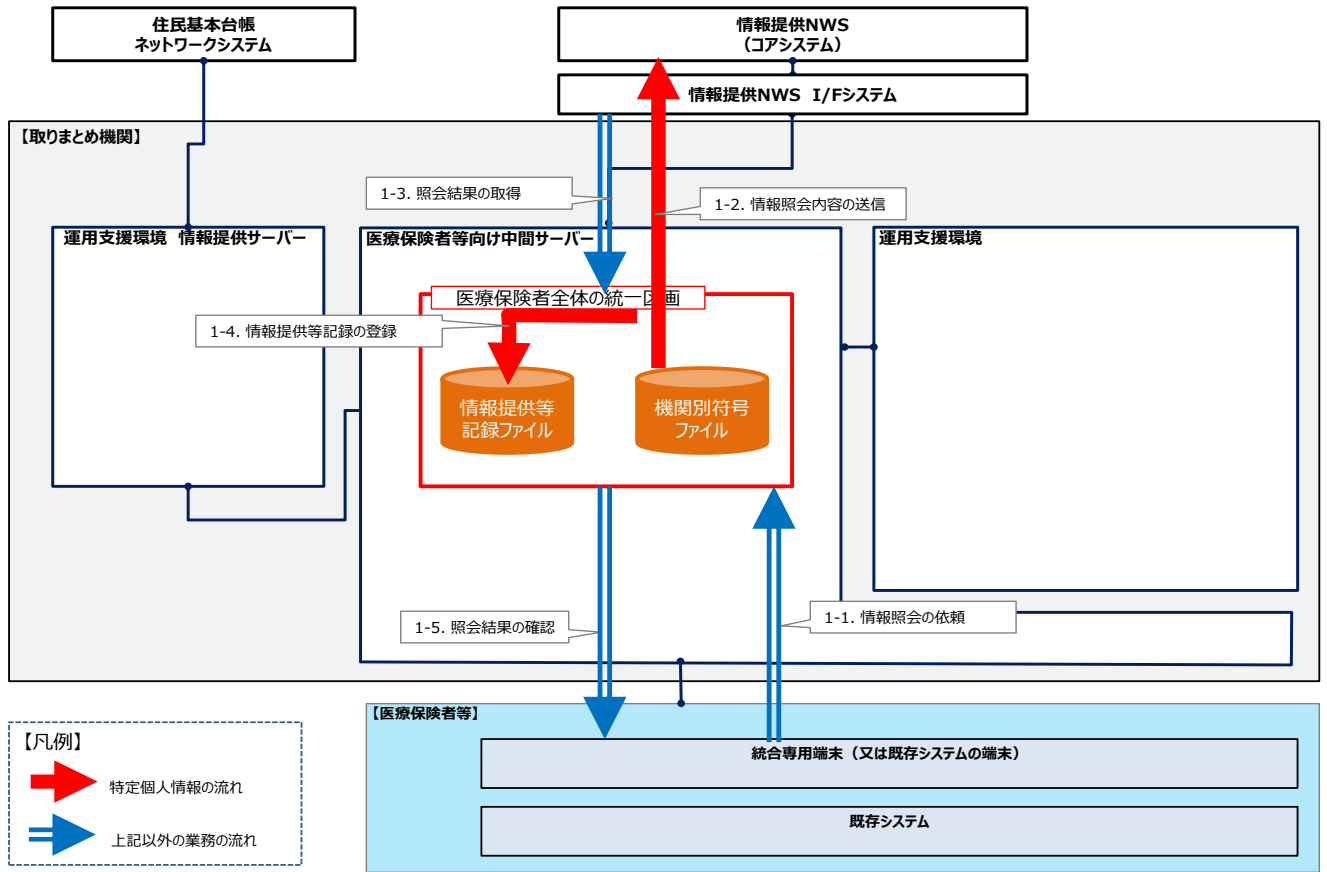 住民基本台帳
ネットワークシステム
情報提供NWS
（コアシステム）
情報提供NWS I/Fシステム
【取りまとめ機関】
1-3. 照会結果の取得
1-2. 情報照会内容の送信
運用支援環境 情報提供サーバー
医療保険者等向け中間サーバー
運用支援環境
医療保険者全体の統一区画
1-4. 情報提供等記録の登録
情報提供等
記録ファイル
機関別符号
ファイル
1-5. 照会結果の確認
1-1. 情報照会の依頼
【医療保険者等】
統合専用端末（又は既存システムの端末）
既存システム
【凡例】
特定個人情報の流れ
上記以外の業務の流れ